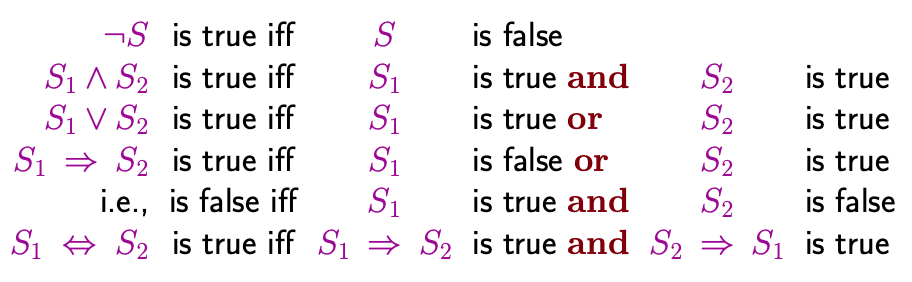 ¬S is true iff S is false
S₁ ∧ S₂ is true iff S₁ is true and S₂ is true
S₁ ∨ S₂ is true iff S₁ is true or S₂ is true
S₁ ⇒ S₂ is true iff S₁ is false or S₂ is true
i.e., is false iff S₁ is true and S₂ is false
S₁ ⇔ S₂ is true iff S₁ ⇒ S₂ is true and S₂ ⇒ S₁ is true